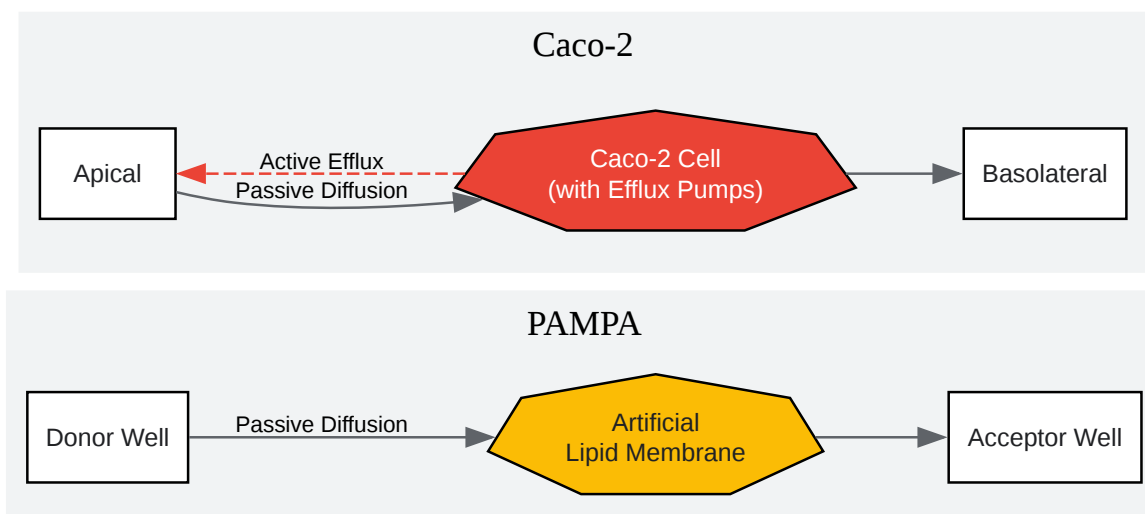 Caco-2
Apical
Active Efflux
Passive Diffusion
Caco-2 Cell
(with Efflux Pumps)
Basolateral
PAMPA
Donor Well
Passive Diffusion
Artificial
Lipid Membrane
Acceptor Well